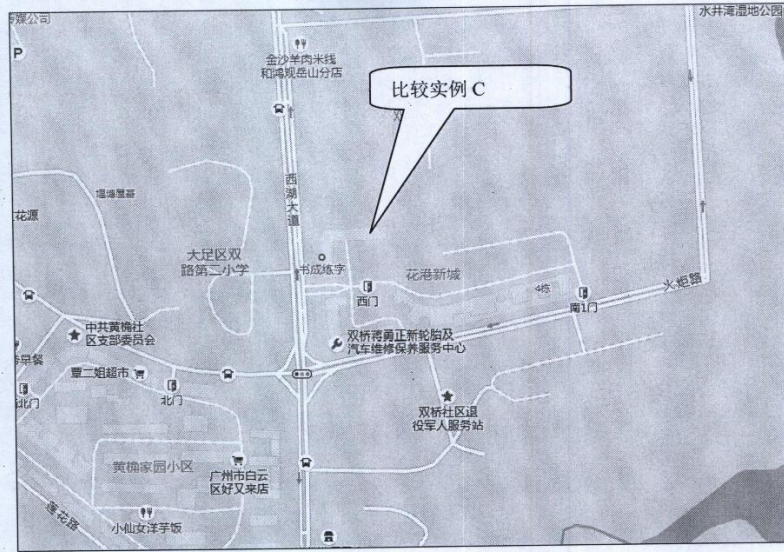 传媒公司
水井湾湿地公园
P
金沙羊肉米线
和鸿观岳山分店
比较实例 C
西湖大道
花源
大足区双
路第二小学
书成练字
花港新城
西门
4栋
南1门
火炬路
中共黄桷社
区支部委员会
双桥蒋勇正新轮胎及
汽车维修保养服务中心
早餐
覃二姐超市
北门
北门
双桥社区退
役军人服务站
黄桷家园小区
广州市白云
区好又来店
莲花路
小仙女洋芋饭